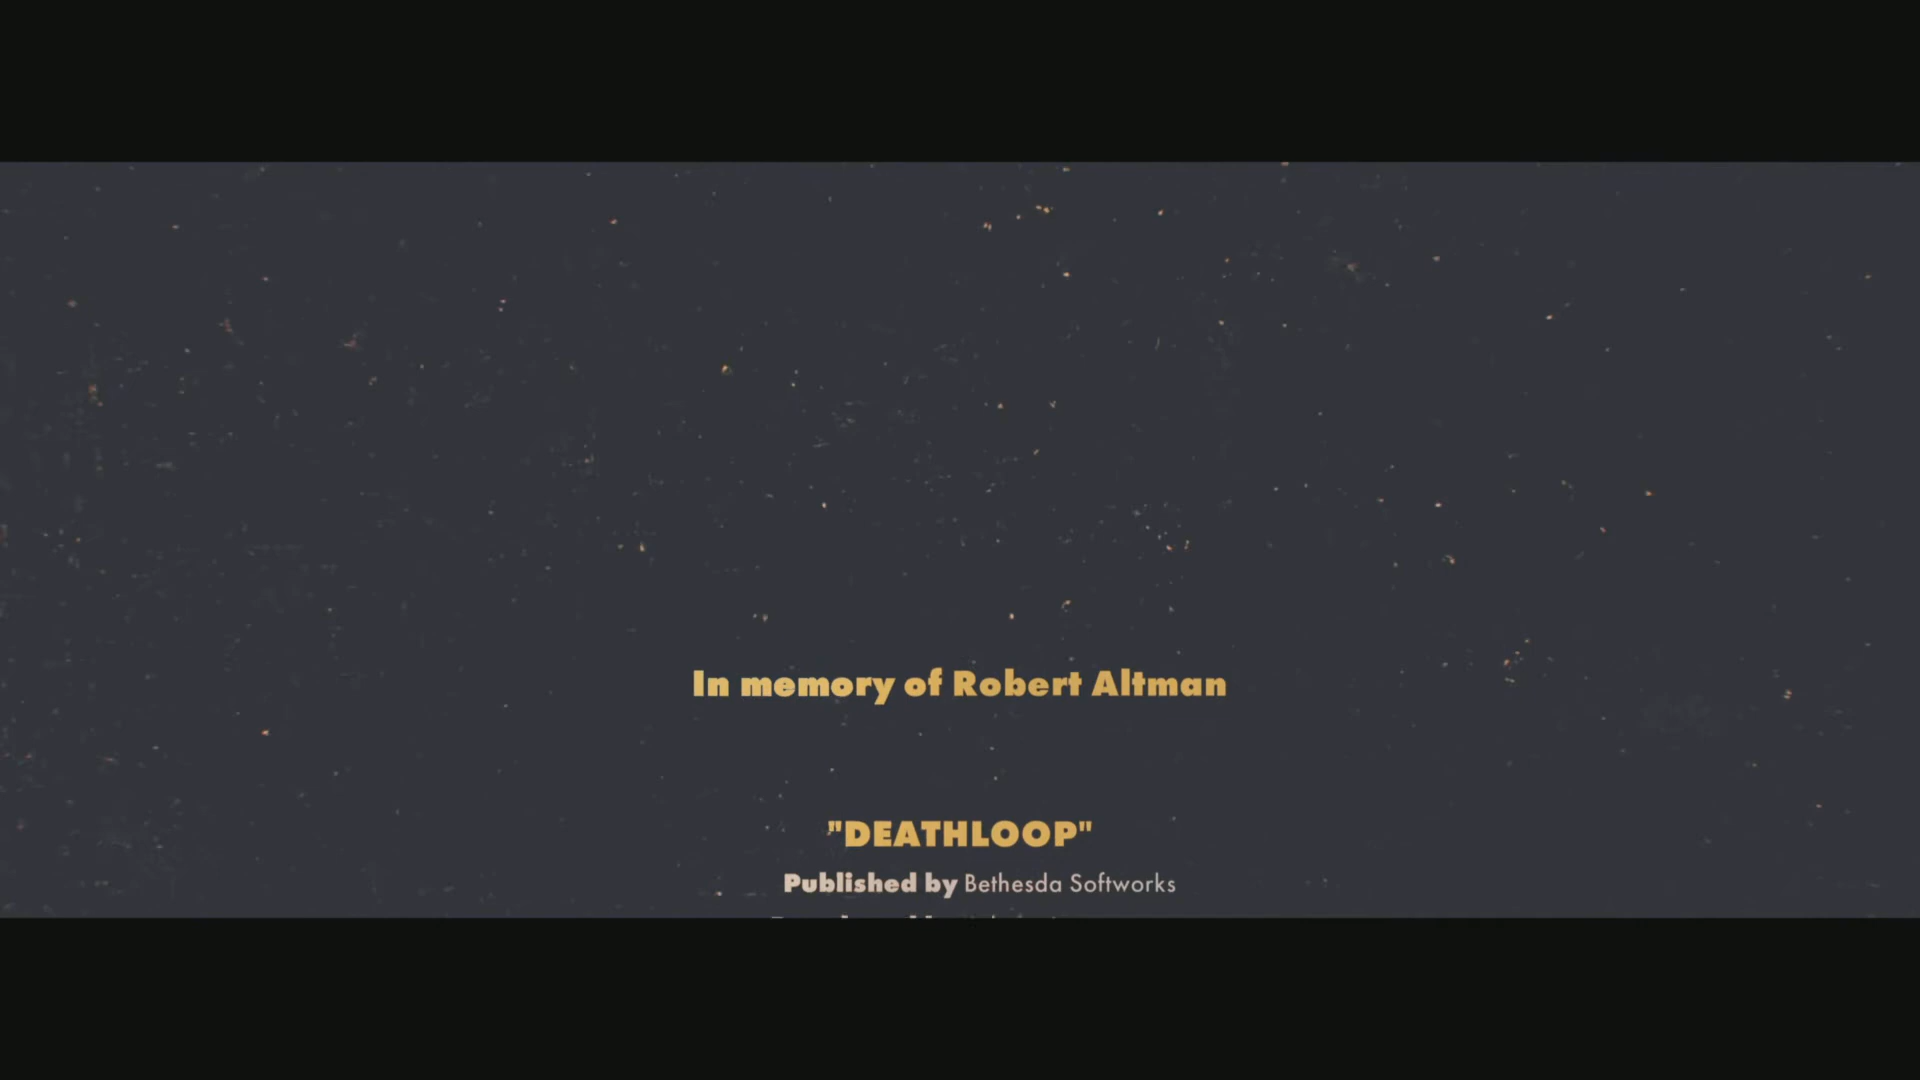 In memory of Robert Altman
"DEATHLOOP"
Published by Bethesda Softworks